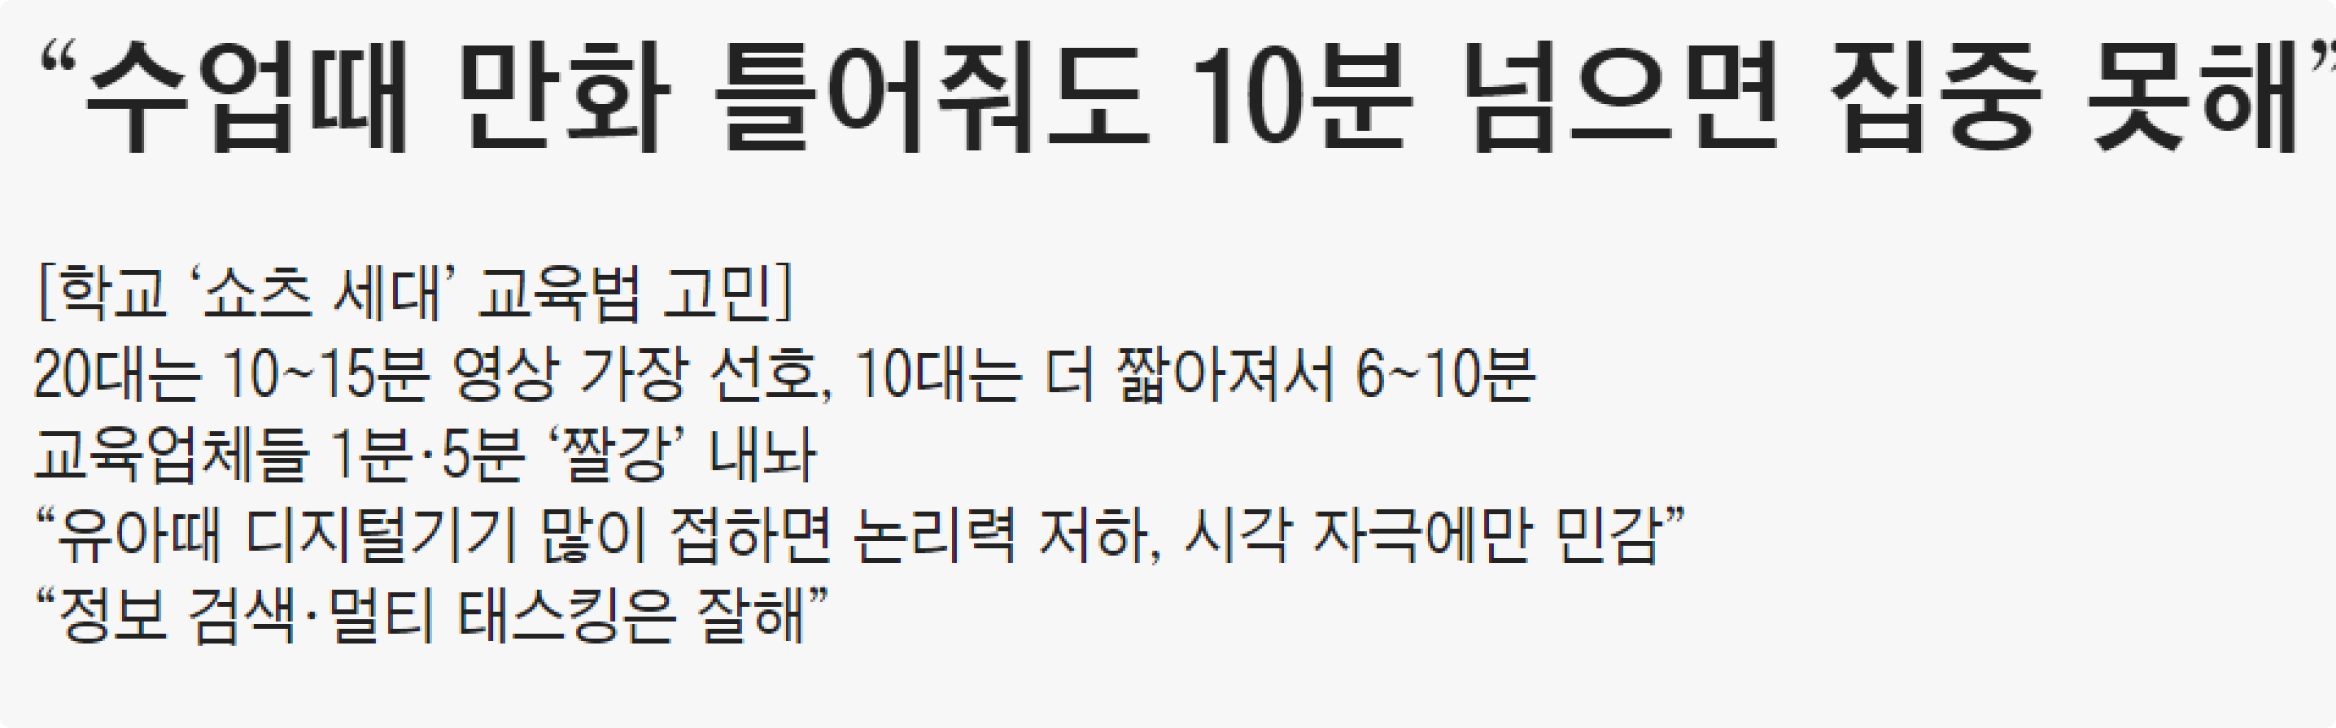 “수업때 만화 틀어줘도 10분 넘으면 집중 못해”
[학교 ‘쇼츠 세대’ 교육법 고민]
20대는 10~15분 영상 가장 선호, 10대는 더 짧아져서 6~10분
교육업체들 1분·5분 ‘짤강’ 내놔
“유아때 디지털기기 많이 접하면 논리력 저하, 시각 자극에만 민감”
“정보 검색·멀티 태스킹은 잘해”